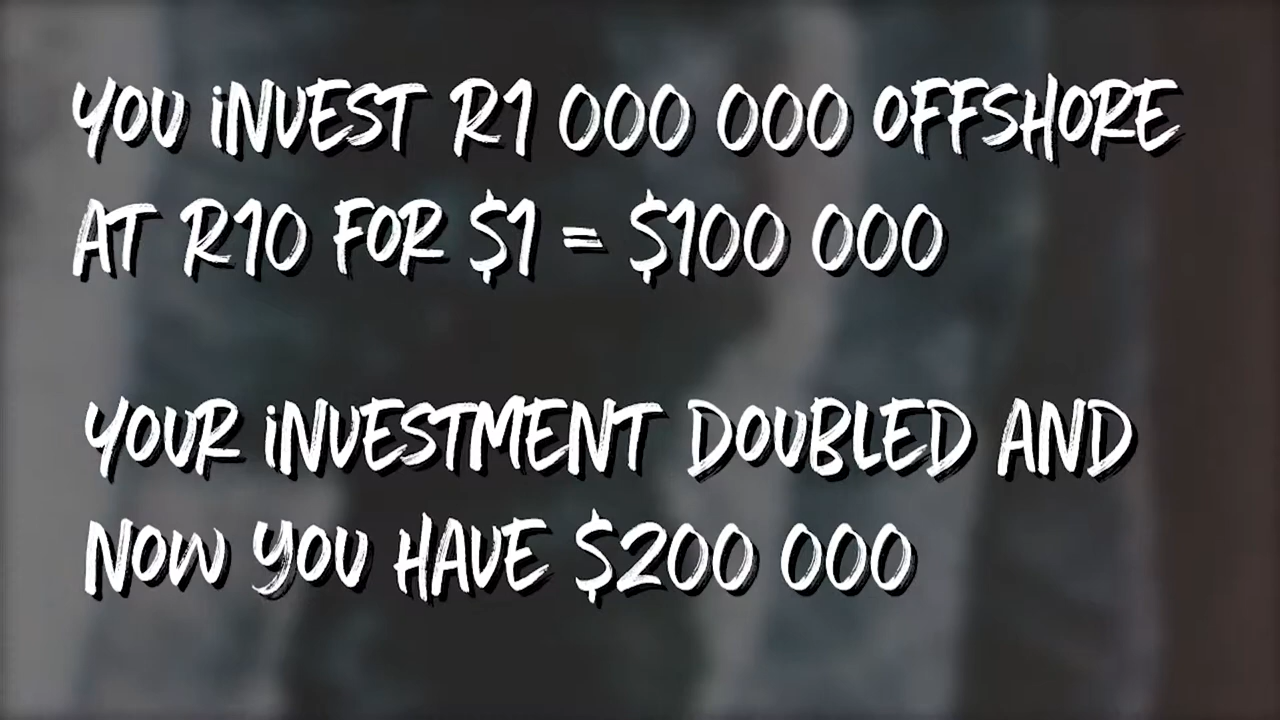 YOU iNVEST R1 000 000 OFFSHORE
AT R10 FOR $1 = $100 000
YOUR iNVESTMENT DOUBLED AND
NOW YOU HAVE $200 000